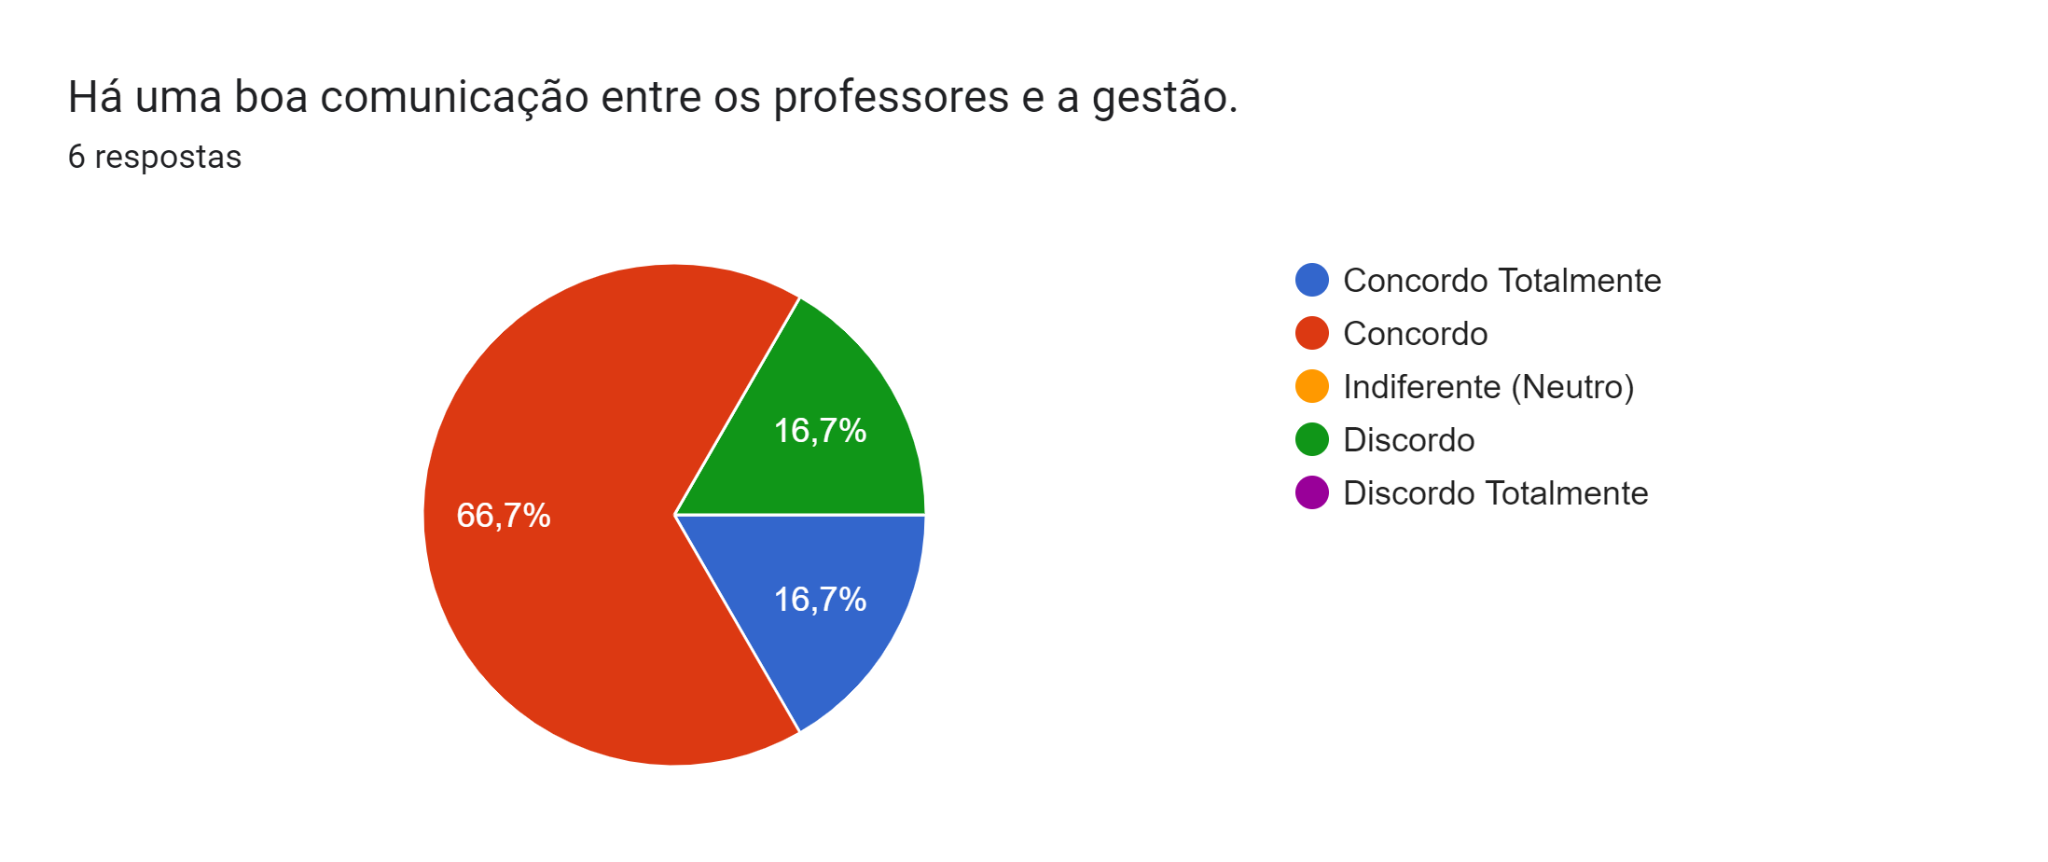 Há uma boa comunicação entre os professores e a gestão.
6 respostas
66,7%
16,7%
16,7%
Concordo Totalmente
Concordo
Indiferente (Neutro)
Discordo
Discordo Totalmente